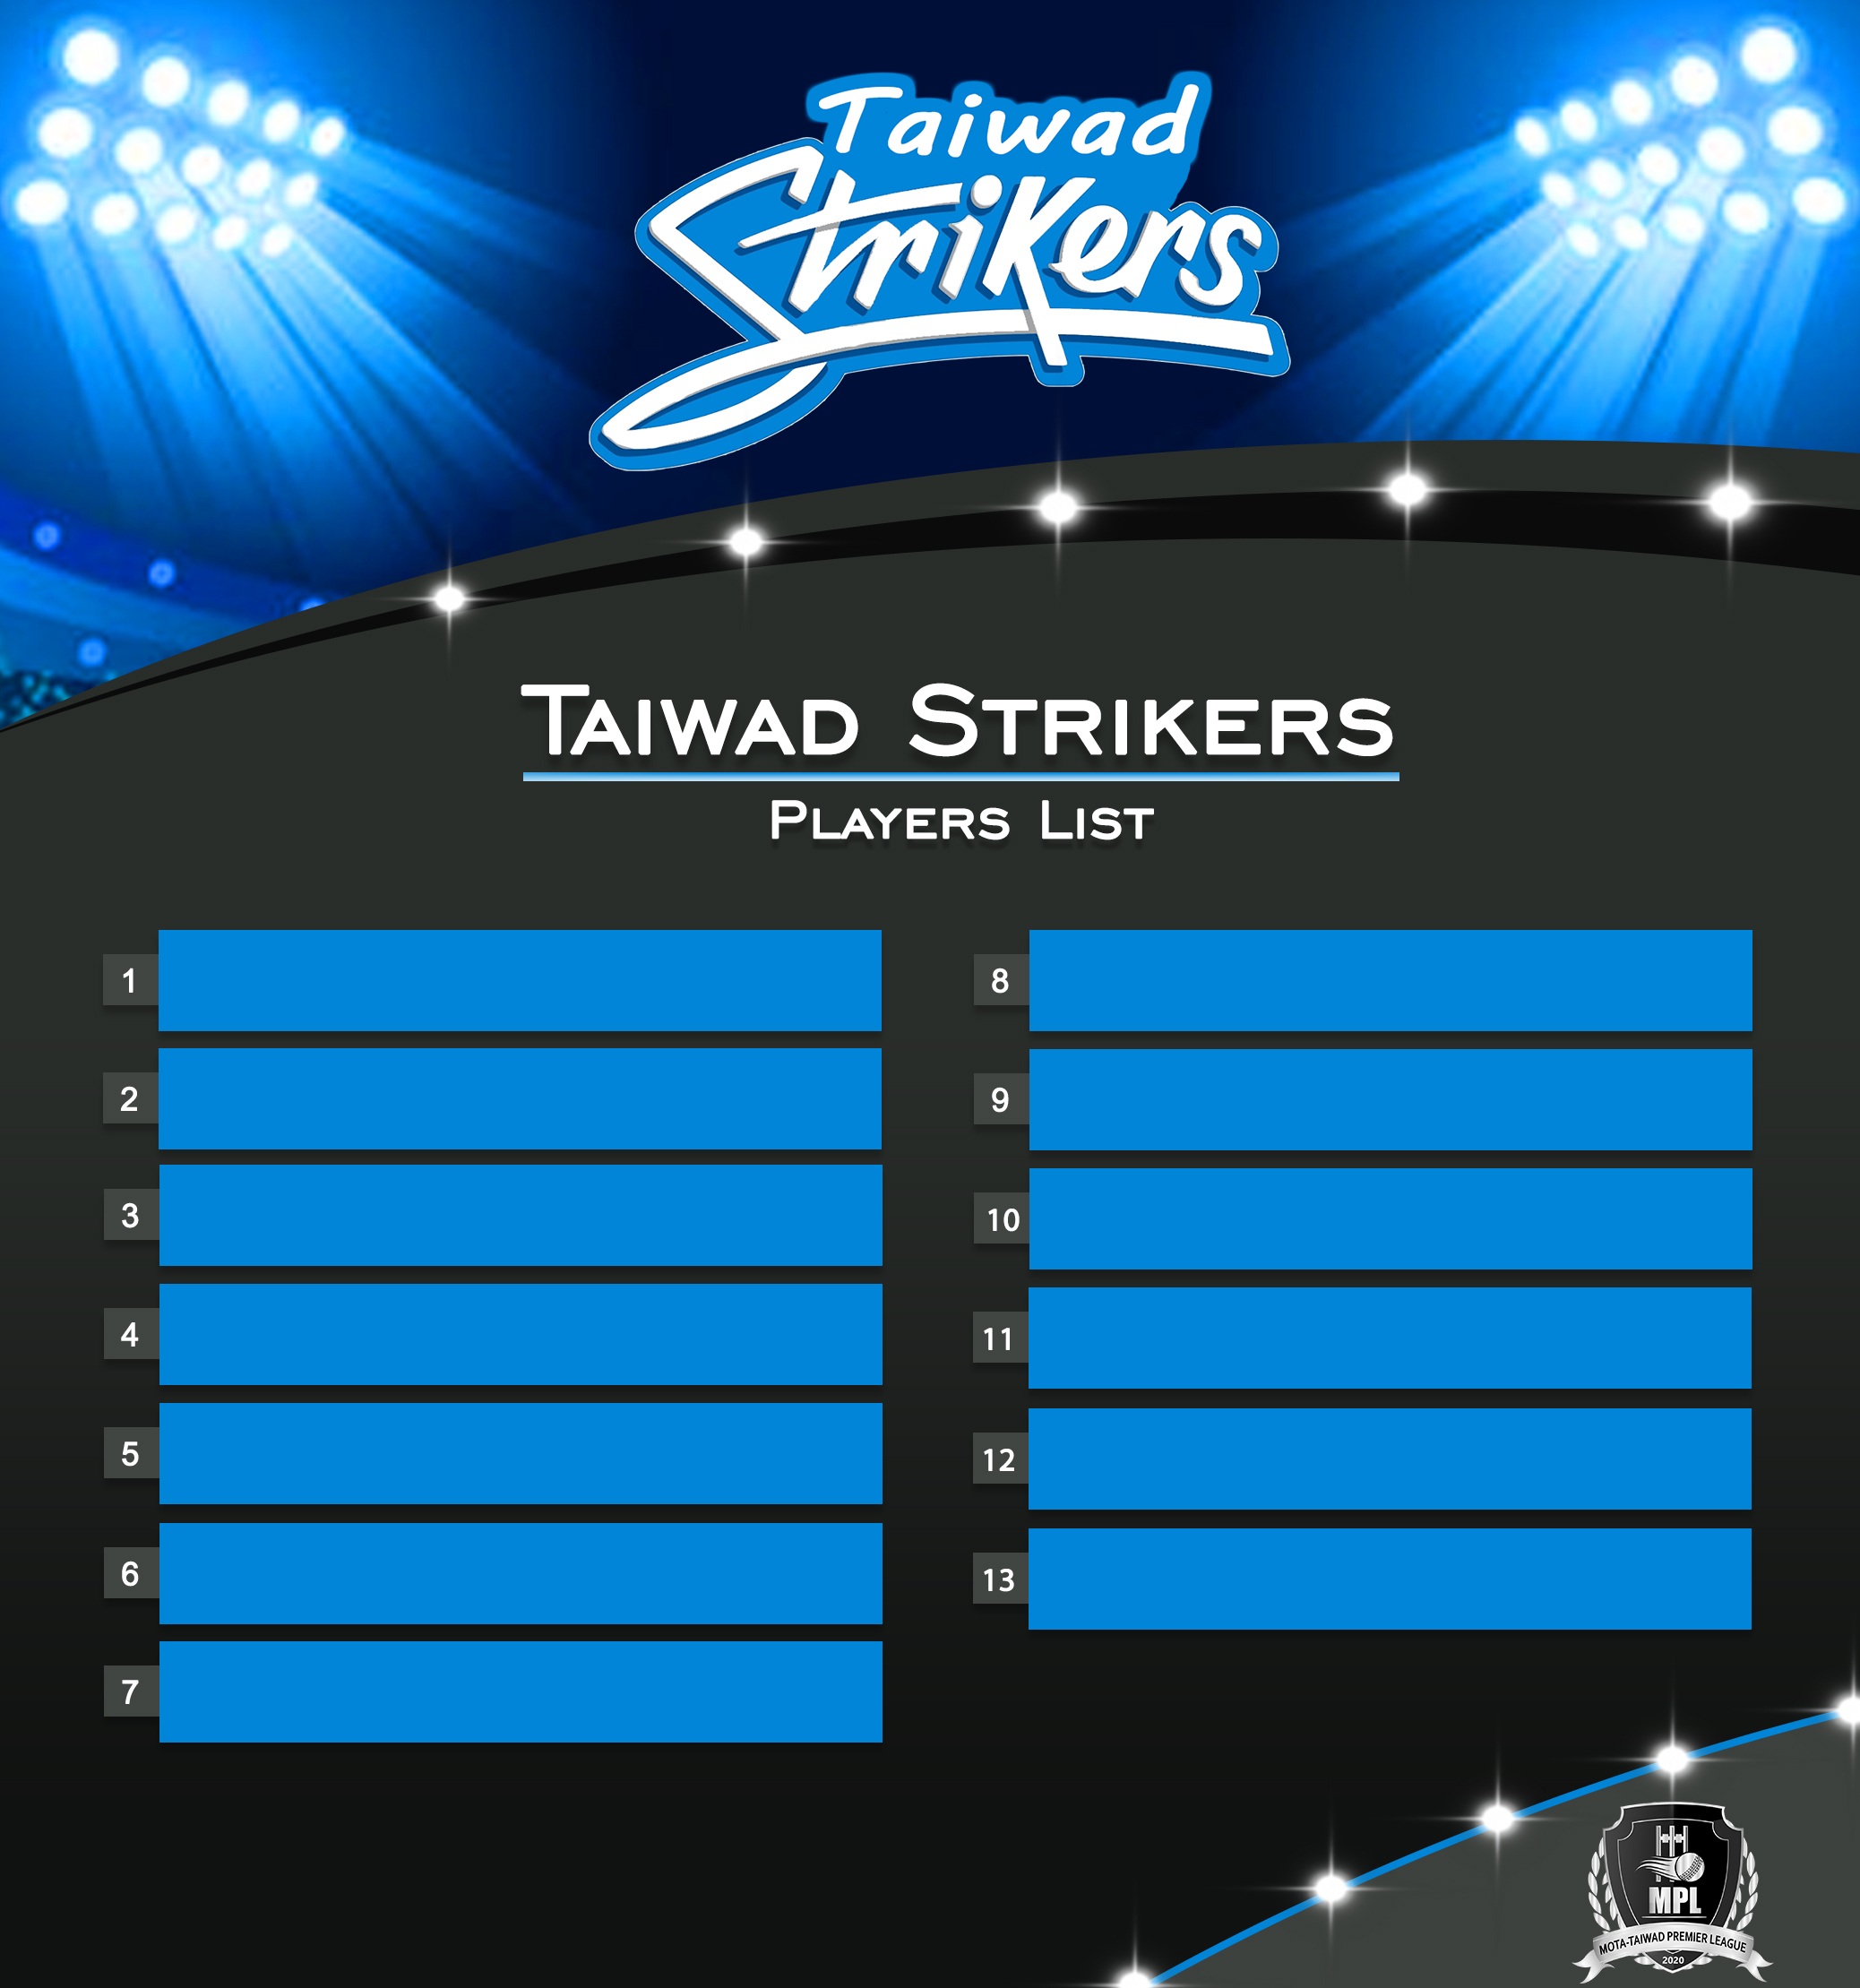 Taiwad
Strikers
TAIWAD STRIKERS
PLAYERS LIST
1
2
3
4
5
6
7
8
9
10
11
12
13
MPL
MOTA-TAIWAD PREMIER LEAGUE
2020